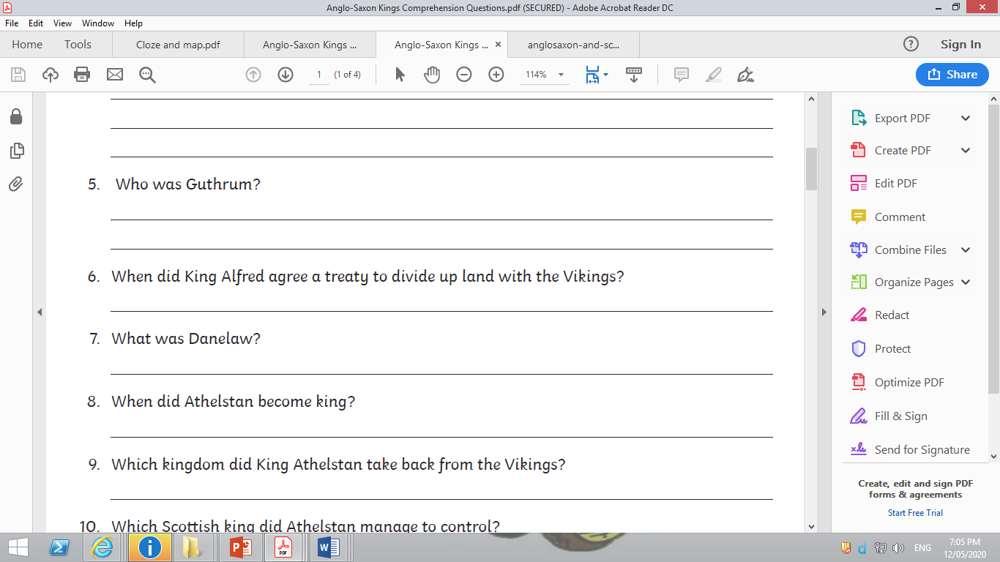 Anglo-Saxon Kings Comprehension Questions.pdf (SECURED) - Adobe Acrobat Reader DC
File Edit View Window Help
Home Tools Cloze and map.pdf Anglo-Saxon Kings ... Anglo-Saxon Kings ... × anglosaxon-and-sc... ? Sign In
1 (1 of 4) 114% Share
5. Who was Guthrum?
6. When did King Alfred agree a treaty to divide up land with the Vikings?
7. What was Danelaw?
8. When did Athelstan become king?
9. Which kingdom did King Athelstan take back from the Vikings?
10. Which Scottish king did Athelstan manage to control?
Export PDF
Create PDF
Edit PDF
Comment
Combine Files
Organize Pages
Redact
Protect
Optimize PDF
Fill & Sign
Send for Signature
Create, edit and sign PDF
forms & agreements
Start Free Trial
PDF
ENG
7:05 PM
12/05/2020